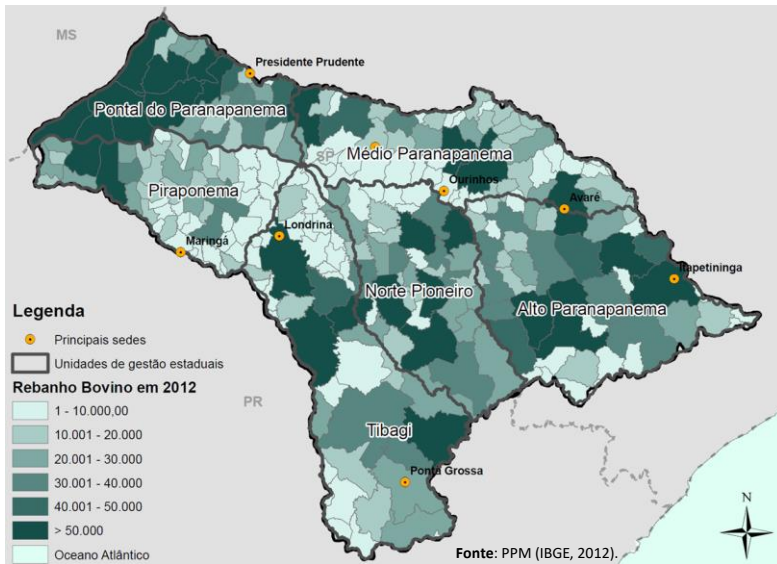 MS
Presidente Prudente
Pontal do Paranapanema
SP
Médio Paranapanema
Ourinhos
Piraponema
Avaré
Londrina
Maringá
Itapetininga
Norte Pioneiro
Alto Paranapanema
Legenda
Principais sedes
Unidades de gestão estaduais
Rebanho Bovino em 2012
1 - 10.000,00
10.001 - 20.000
20.001 - 30.000
30.001 - 40.000
40.001 - 50.000
> 50.000
Oceano Atlântico
PR
Tibagi
Ponta Grossa
N
Fonte: PPM (IBGE, 2012).